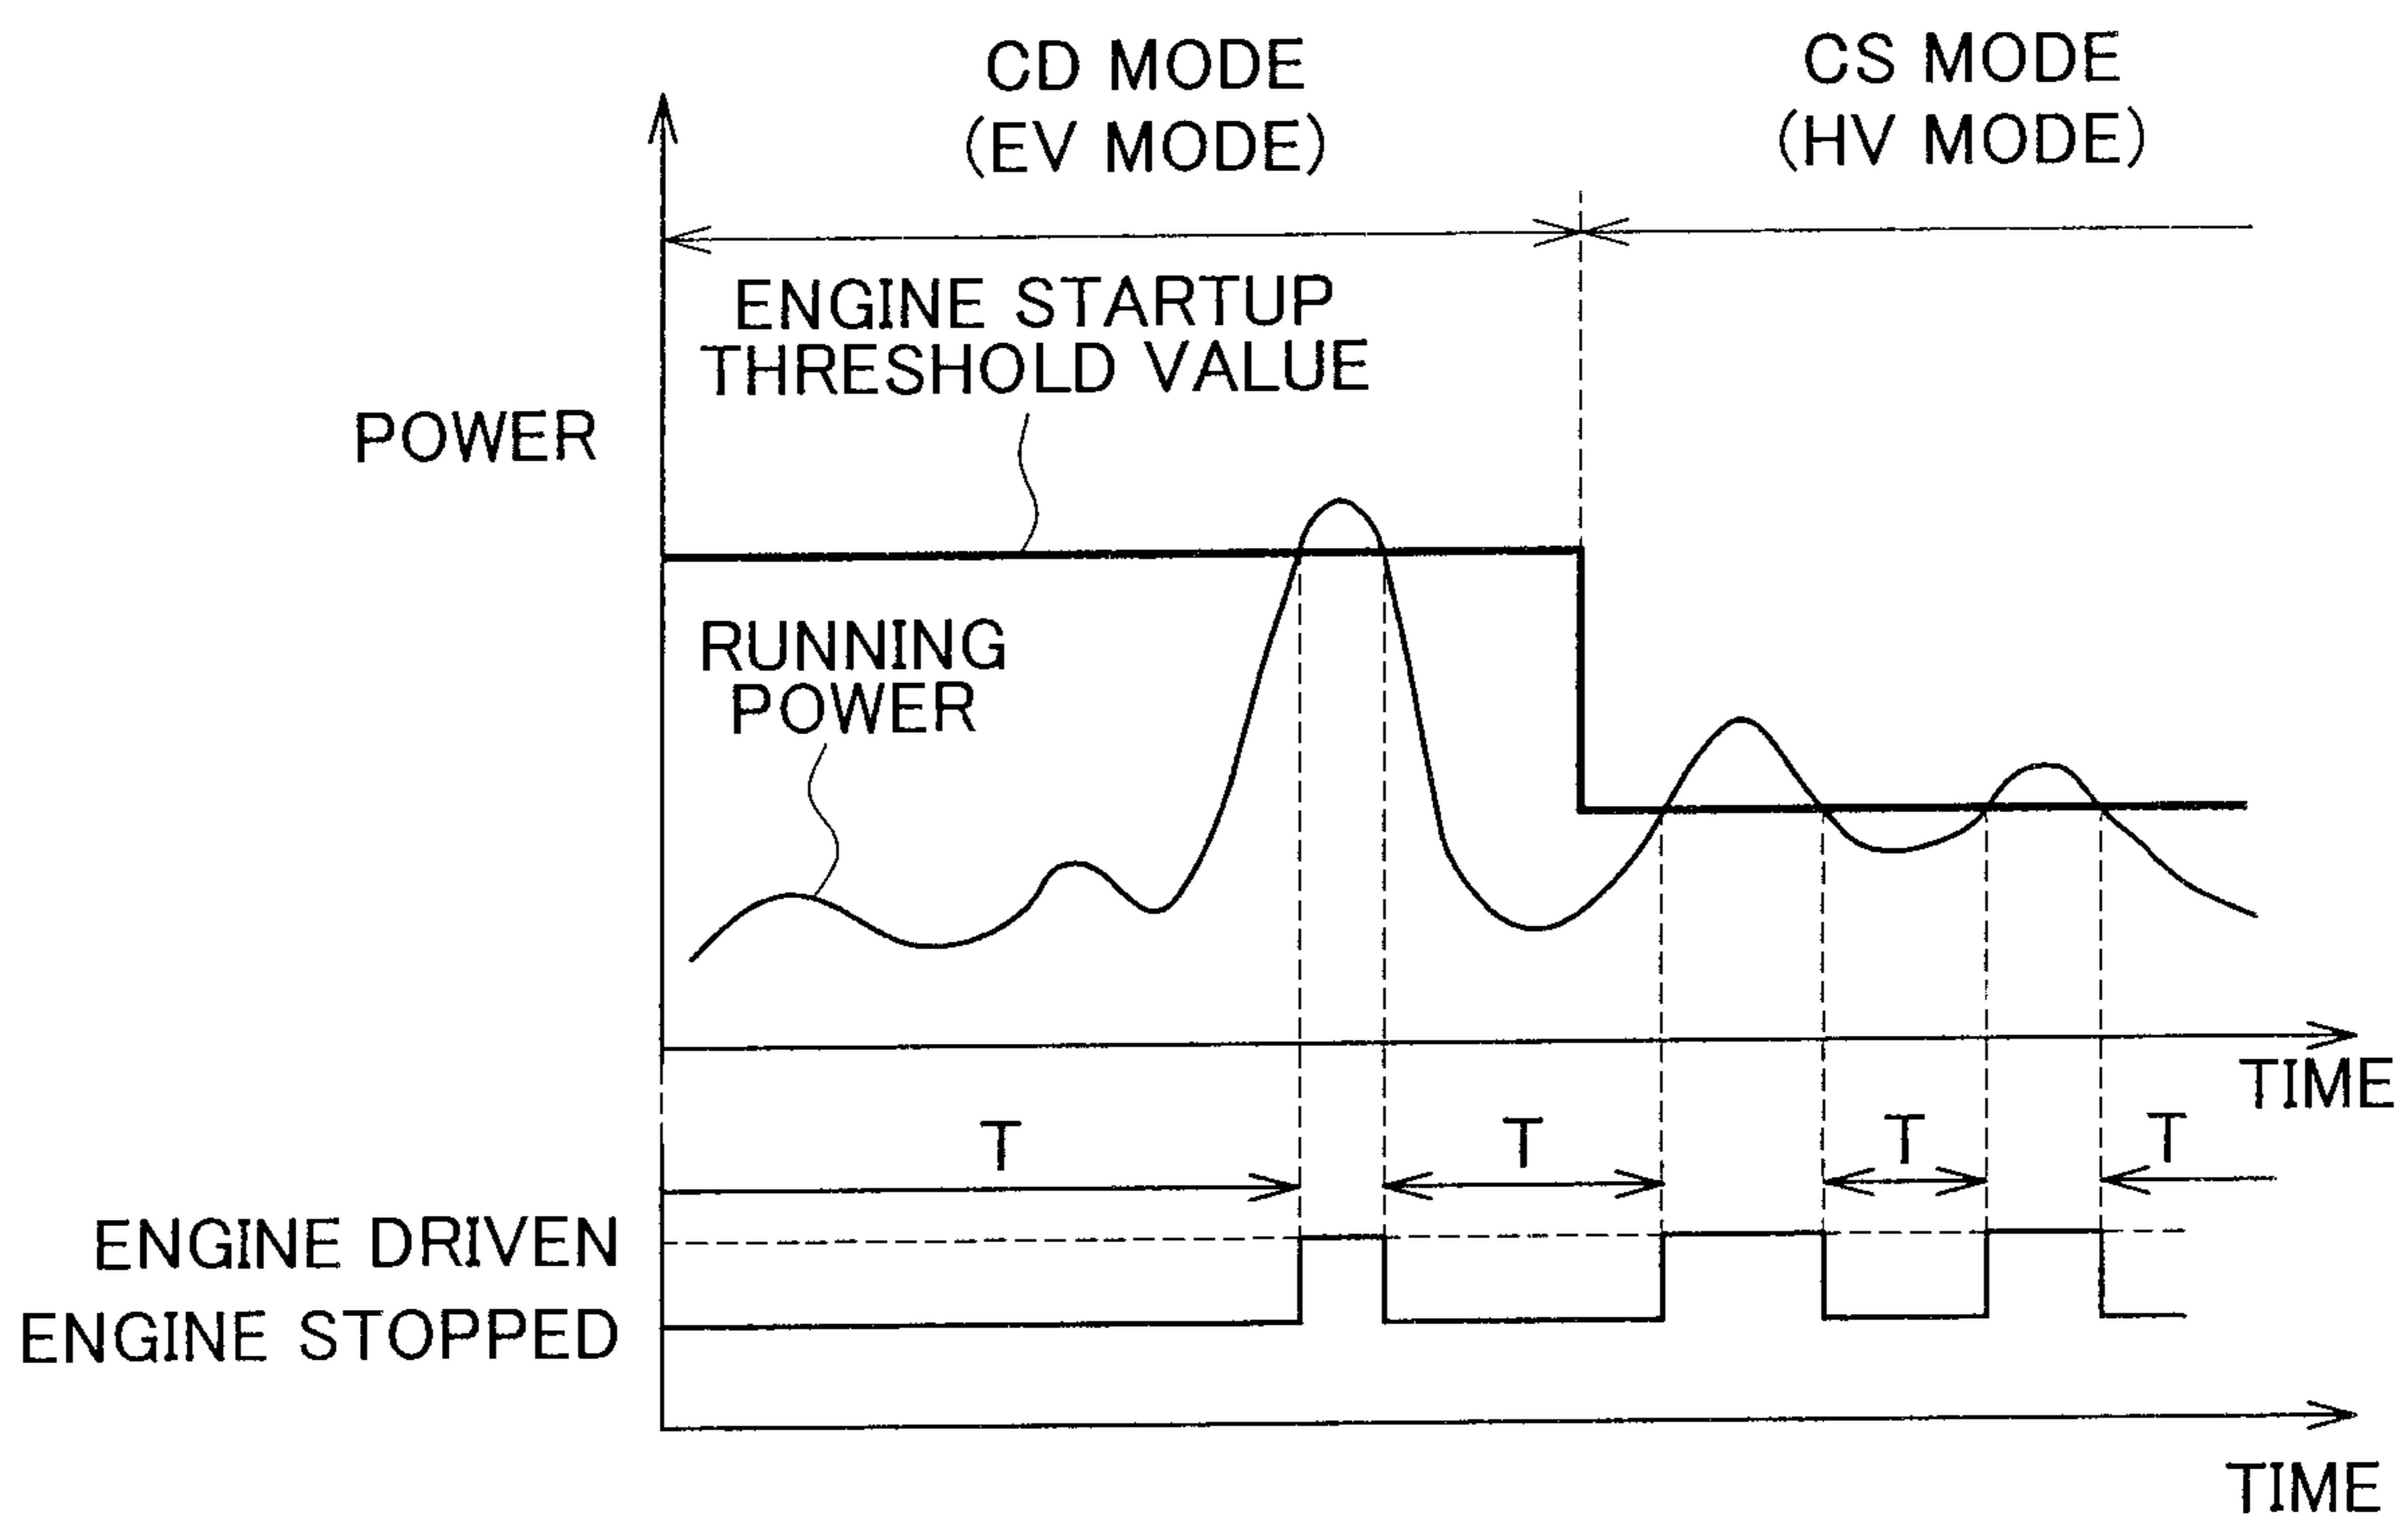 CD MODE
(EV MODE)
CS MODE
(HV MODE)
ENGINE STARTUP
THRESHOLD VALUE
POWER
RUNNING
POWER
TIME
T
T
T
T
ENGINE DRIVEN
ENGINE STOPPED
TIME